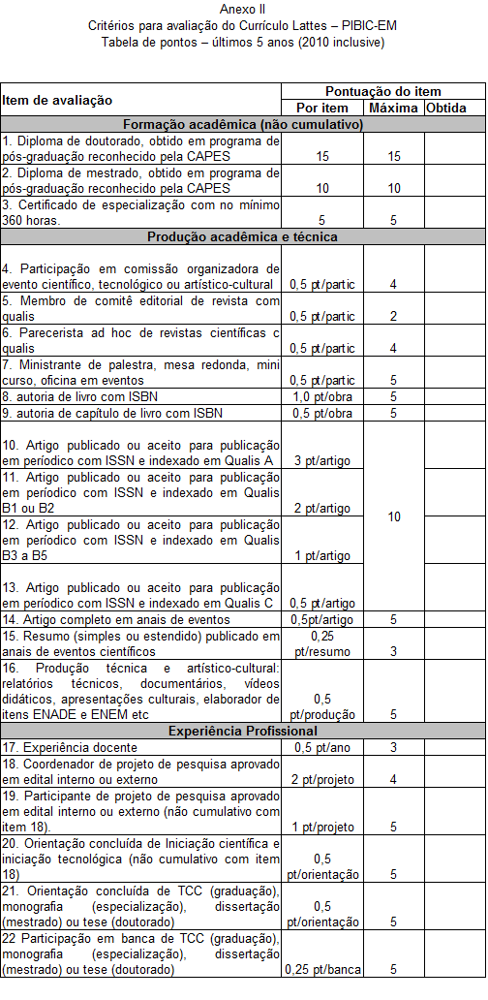 Anexo II
Critérios para avaliação do Currículo Lattes – PIBIC-EM
Tabela de pontos – últimos 5 anos (2010 inclusive)
Item de avaliação
Pontuação do item
Por item Máxima Obtida
Formação acadêmica (não cumulativo)
1. Diploma de doutorado, obtido em programa de
pós-graduação reconhecido pela CAPES 15 15
2. Diploma de mestrado, obtido em programa de
pós-graduação reconhecido pela CAPES 10 10
3. Certificado de especialização com no mínimo
360 horas. 5 5
Produção acadêmica e técnica
4. Participação em comissão organizadora de
evento científico, tecnológico ou artístico-cultural 0,5 pt/partic 4
5. Membro de comitê editorial de revista com
qualis 0,5 pt/partic 2
6. Parecerista ad hoc de revistas científicas c
qualis 0,5 pt/partic 4
7. Ministrante de palestra, mesa redonda, mini
curso, oficina em eventos 0,5 pt/partic 5
8. autoria de livro com ISBN 1,0 pt/obra 5
9. autoria de capítulo de livro com ISBN 0,5 pt/obra 5
10. Artigo publicado ou aceito para publicação
em periódico com ISSN e indexado em Qualis A 3 pt/artigo
11. Artigo publicado ou aceito para publicação
em periódico com ISSN e indexado em Qualis
B1 ou B2 2 pt/artigo
10
12. Artigo publicado ou aceito para publicação
em periódico com ISSN e indexado em Qualis
B3 a B5 1 pt/artigo
13. Artigo publicado ou aceito para publicação
em periódico com ISSN e indexado em Qualis C 0,5 pt/artigo
14. Artigo completo em anais de eventos 0,5pt/artigo 5
15. Resumo (simples ou estendido) publicado em 0,25
anais de eventos científicos pt/resumo 3
16. Produção técnica e artístico-cultural:
relatórios técnicos, documentários, vídeos
didáticos, apresentações culturais, elaborador de 0,5
itens ENADE e ENEM etc pt/produção 5
Experiência Profissional
17. Experiência docente 0,5 pt/ano 3
18. Coordenador de projeto de pesquisa aprovado
em edital interno ou externo 2 pt/projeto 4
19. Participante de projeto de pesquisa aprovado
em edital interno ou externo (não cumulativo com
item 18). 1 pt/projeto 5
20. Orientação concluída de Iniciação científica e
iniciação tecnológica (não cumulativo com item 0,5
18) pt/orientação 5
21. Orientação concluída de TCC (graduação),
monografia (especialização), dissertação 0,5
(mestrado) ou tese (doutorado) pt/orientação 5
22 Participação em banca de TCC (graduação),
monografia (especialização), dissertação
(mestrado) ou tese (doutorado) 0,25 pt/banca 5